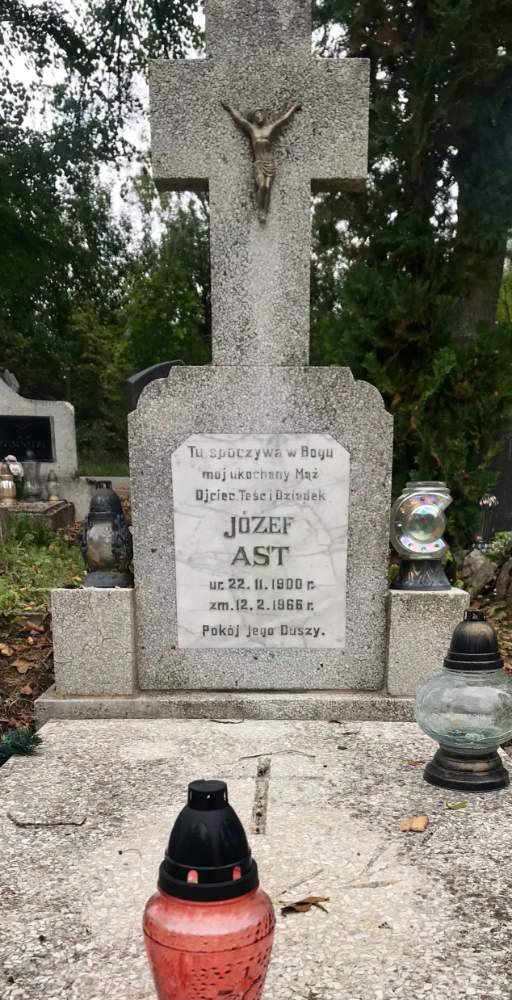 Tu spoczywa w Bogu
mój ukochany Mąż
Ojciec, Teść i Dziadek
JÓZEF
AST
ur. 22. 11. 1900 r.
zm. 12. 2. 1966 r.
Pokój jego Duszy.